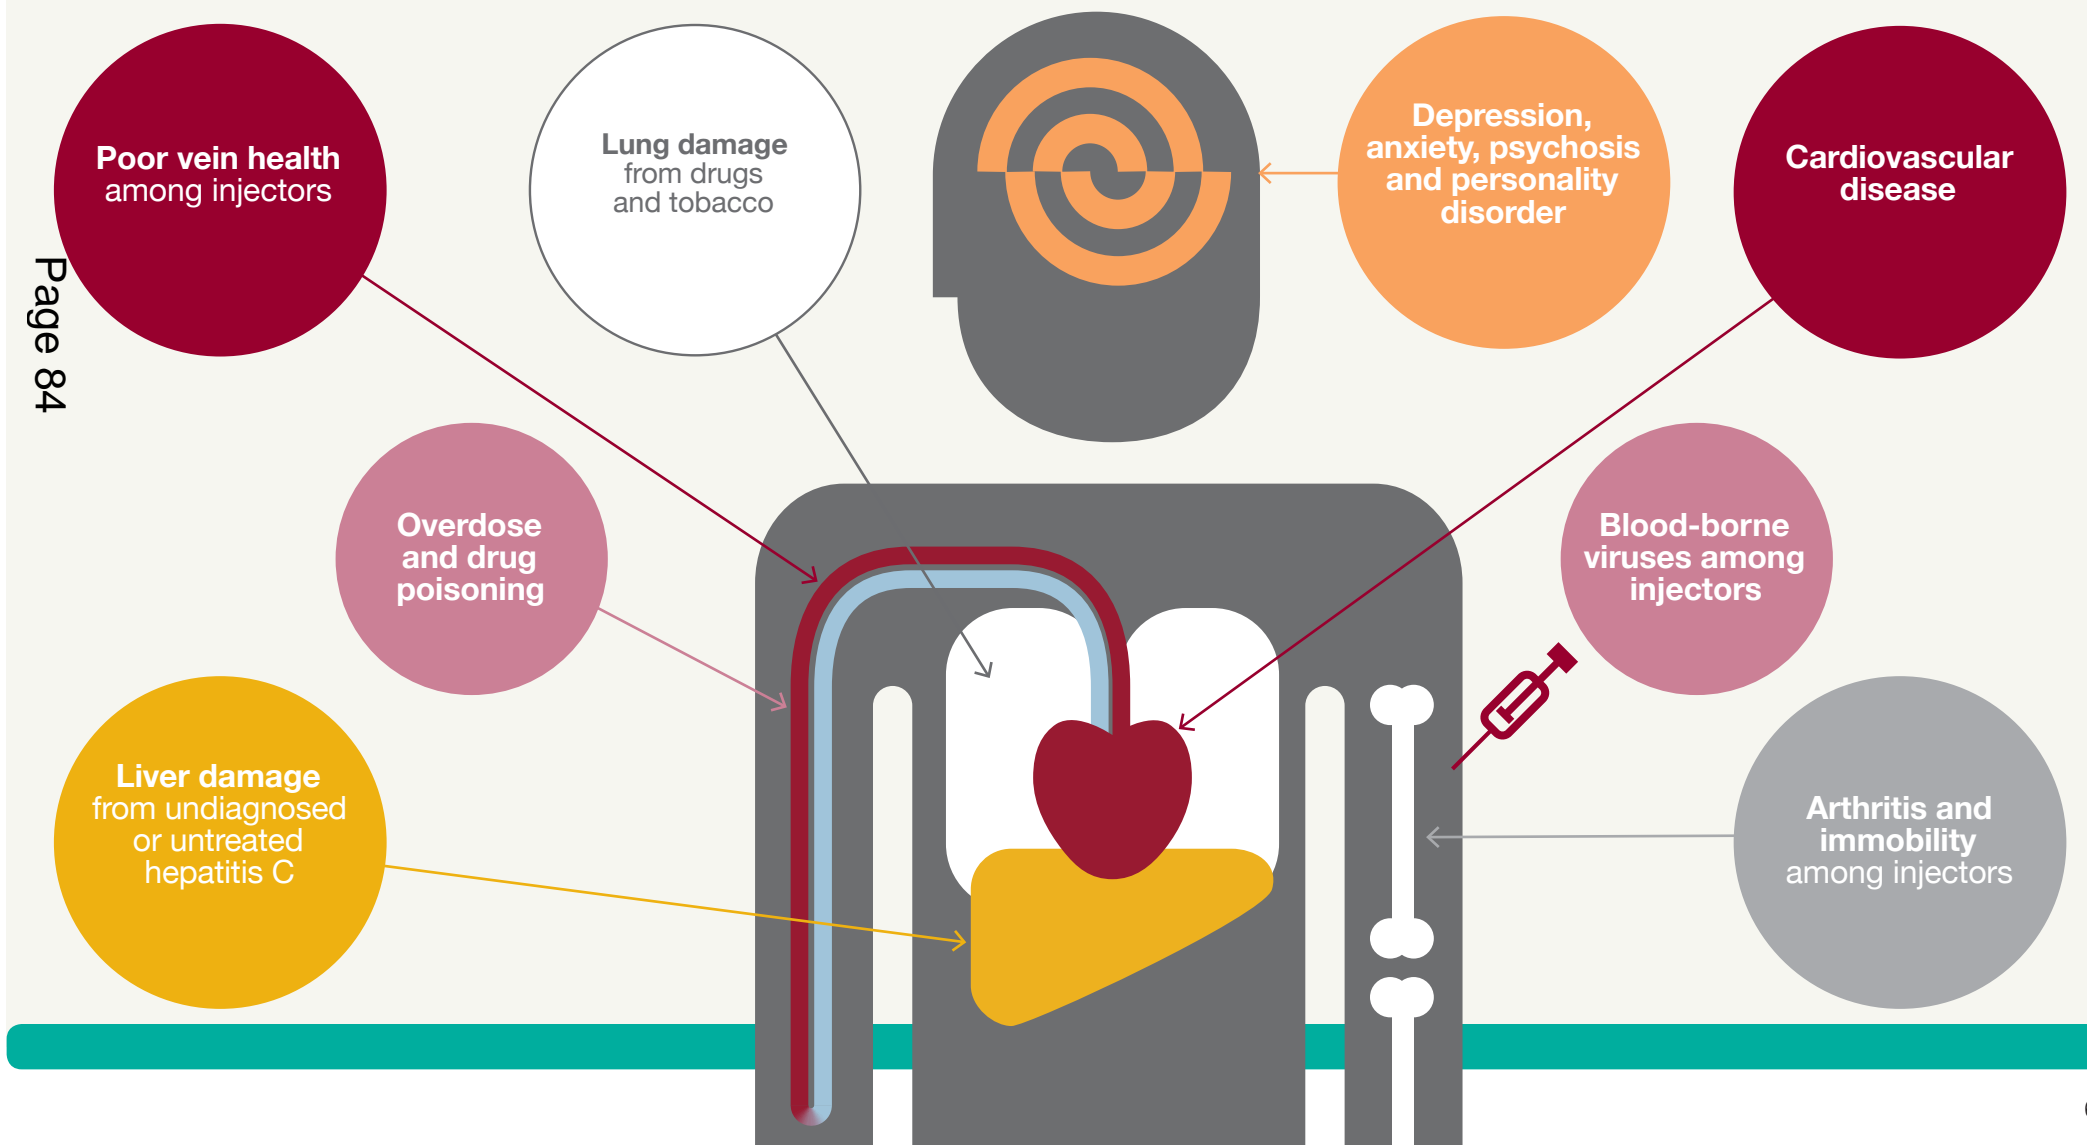 Poor vein health
among injectors
Lung damage
from drugs
and tobacco
Depression,
anxiety, psychosis
and personality
disorder
Cardiovascular
disease
Page 84
Overdose
and drug
poisoning
Blood-borne
viruses among
injectors
Liver damage
from undiagnosed
or untreated
hepatitis C
Arthritis and
immobility
among injectors